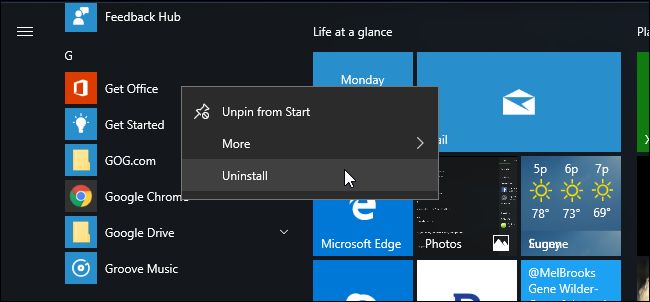 Feedback Hub
Life at a glance
G
Get Office
Monday
Get Started
Unpin from Start
GOG.com
More
Google Chrome
Uninstall
5p 6p 7p
78° 73° 69°
Google Drive
Microsoft Edge
Photos
Eugene
Groove Music
@MelBrooks
Gene Wilder-